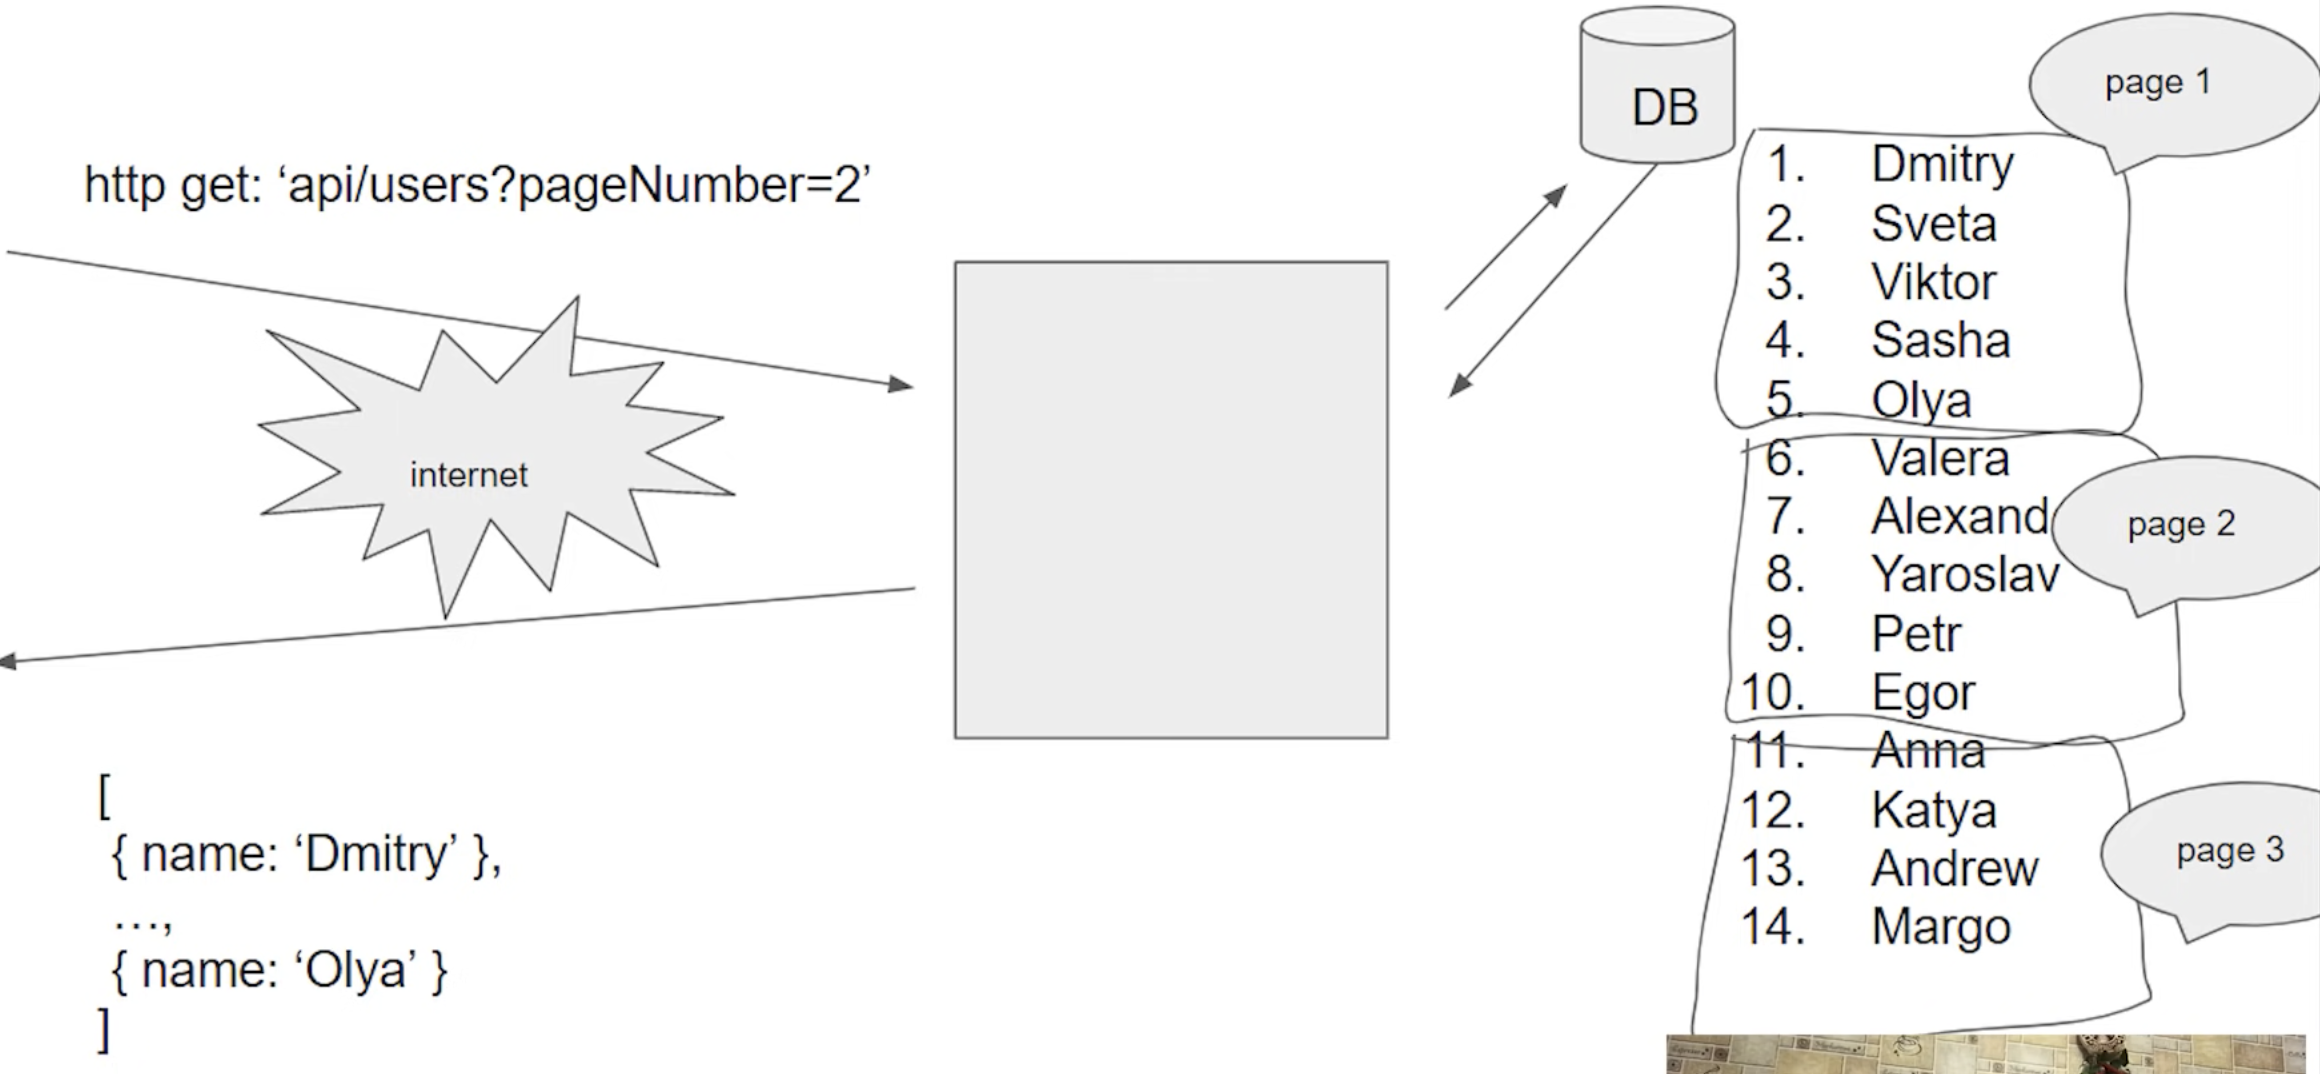 http get: ‘api/users?pageNumber=2’
internet
[
{ name: ‘Dmitry’ },
…,
{ name: ‘Olya’ }
]
DB
page 1
1. Dmitry
2. Sveta
3. Viktor
4. Sasha
5. Olya
6. Valera
7. Alexand
8. Yaroslav
9. Petr
10. Egor
page 2
11. Anna
12. Katya
13. Andrew
14. Margo
page 3